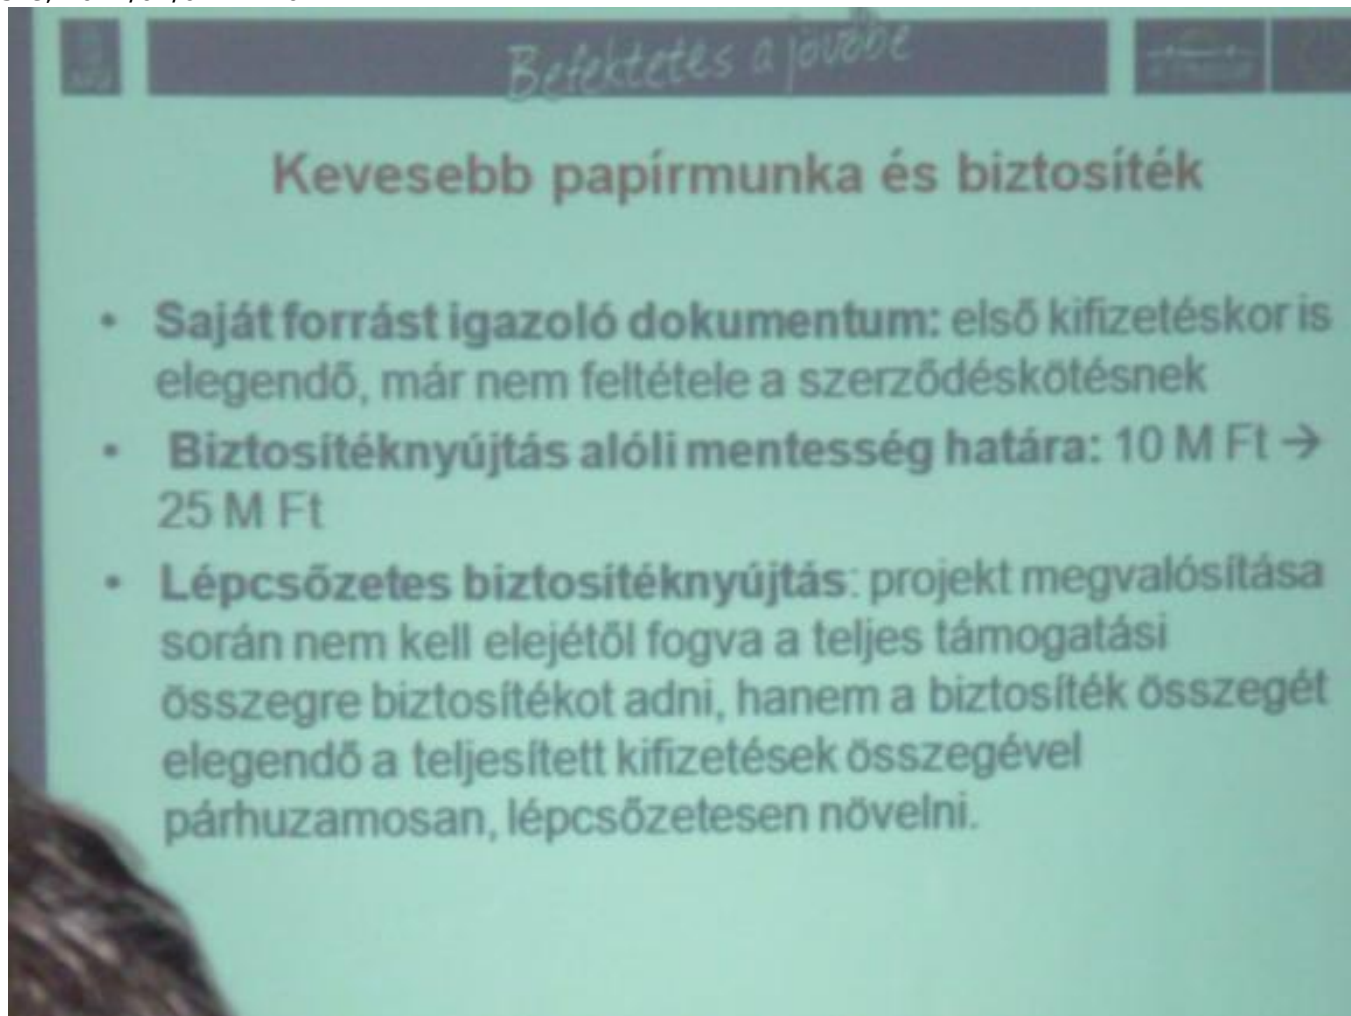 Befektetés a jövőbe
Kevesebb papírmunka és biztosíték
• Saját forrást igazoló dokumentum: első kifizetéskor is
elegendő, már nem feltétele a szerződéskötésnek
• Biztosítéknyújtás alóli mentesség határa: 10 M Ft →
25 M Ft
• Lépcsőzetes biztosítéknyújtás: projekt megvalósítása
során nem kell elejétől fogva a teljes támogatási
összegre biztosítékot adni, hanem a biztosíték összegét
elegendő a teljesített kifizetések összegével
párhuzamosan, lépcsőzetesen növelni.